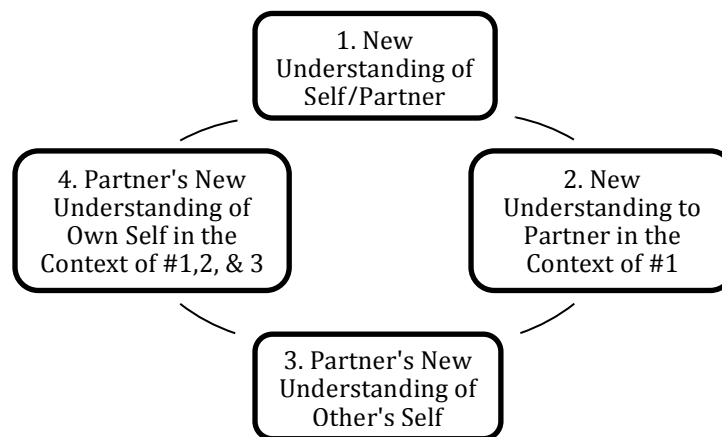 1. New
Understanding of
Self/Partner
2. New
Understanding to
Partner in the
Context of #1
3. Partner's New
Understanding of
Other's Self
4. Partner's New
Understanding of
Own Self in the
Context of #1,2, & 3